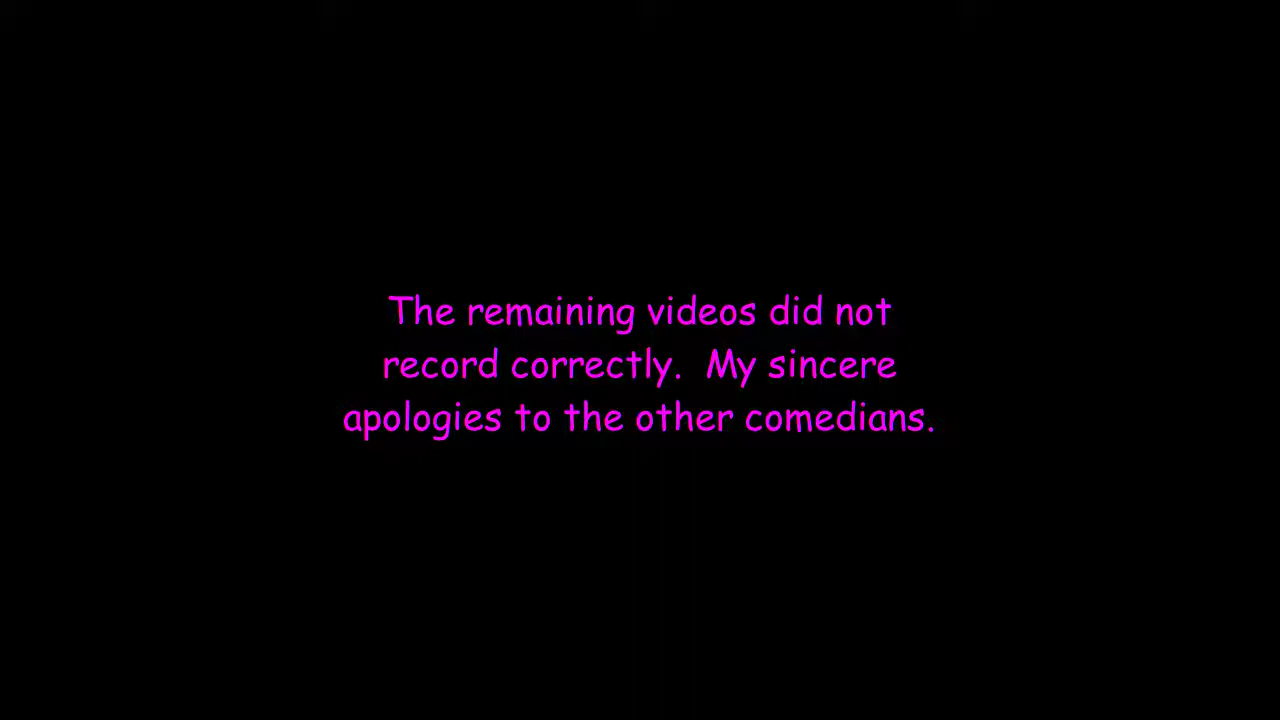 The remaining videos did not
record correctly.  My sincere
apologies to the other comedians.